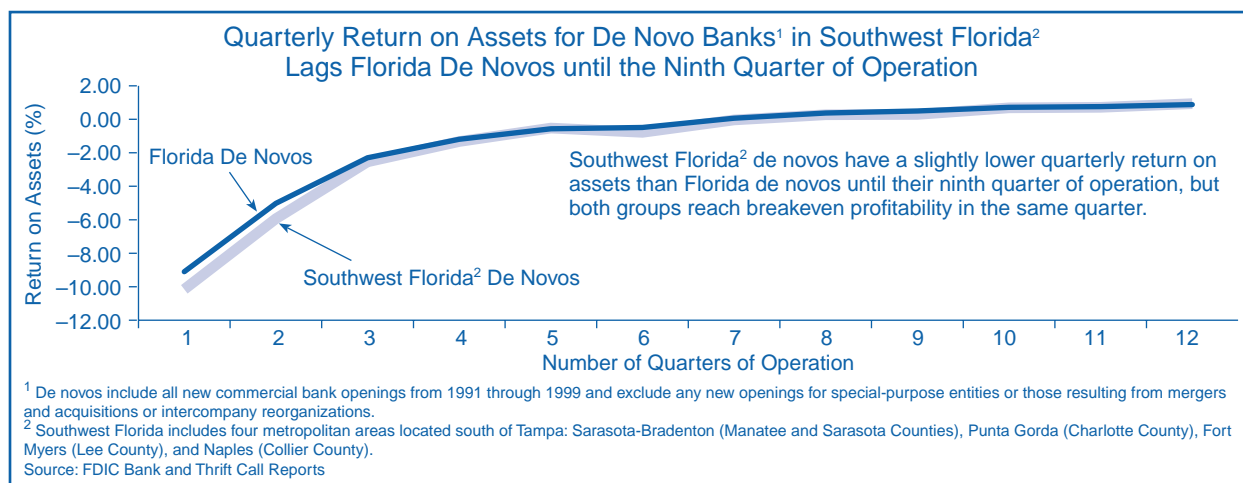 Quarterly Return on Assets for De Novo Banks¹ in Southwest Florida²
Lags Florida De Novos until the Ninth Quarter of Operation
Return on Assets (%)
2.00
0.00
–2.00
–4.00
–6.00
–8.00
–10.00
–12.00
Florida De Novos
Southwest Florida² De Novos
Southwest Florida² de novos have a slightly lower quarterly return on
assets than Florida de novos until their ninth quarter of operation, but
both groups reach breakeven profitability in the same quarter.
1 2 3 4 5 6 7 8 9 10 11 12
Number of Quarters of Operation
¹ De novos include all new commercial bank openings from 1991 through 1999 and exclude any new openings for special-purpose entities or those resulting from mergers
and acquisitions or intercompany reorganizations.
² Southwest Florida includes four metropolitan areas located south of Tampa: Sarasota-Bradenton (Manatee and Sarasota Counties), Punta Gorda (Charlotte County), Fort
Myers (Lee County), and Naples (Collier County).
Source: FDIC Bank and Thrift Call Reports